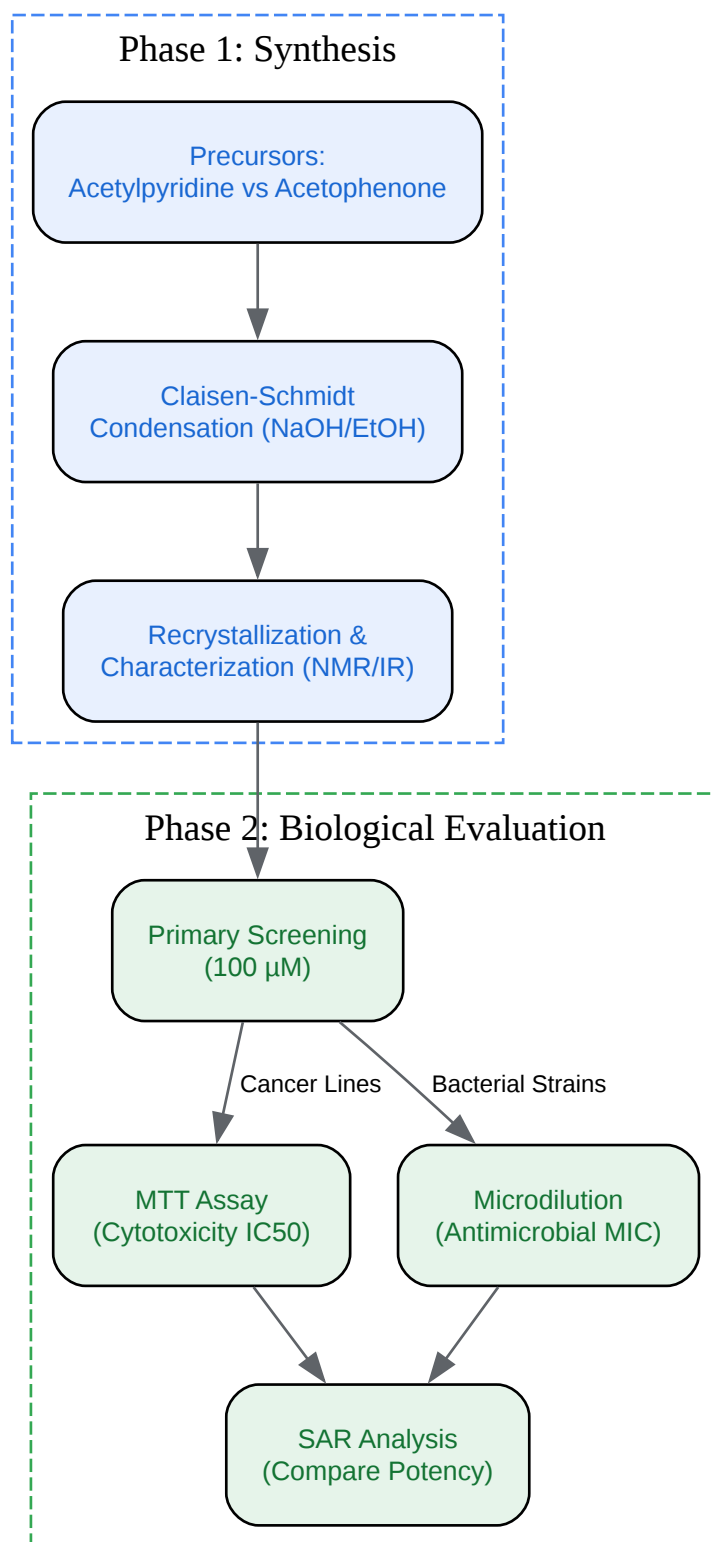 Phase 1: Synthesis
Precursors:
Acetylpyridine vs Acetophenone
Claisen-Schmidt
Condensation (NaOH/EtOH)
Recrystallization &
Characterization (NMR/IR)
Phase 2: Biological Evaluation
Primary Screening
(100 µM)
Cancer Lines
Bacterial Strains
MTT Assay
(Cytotoxicity IC50)
Microdilution
(Antimicrobial MIC)
SAR Analysis
(Compare Potency)